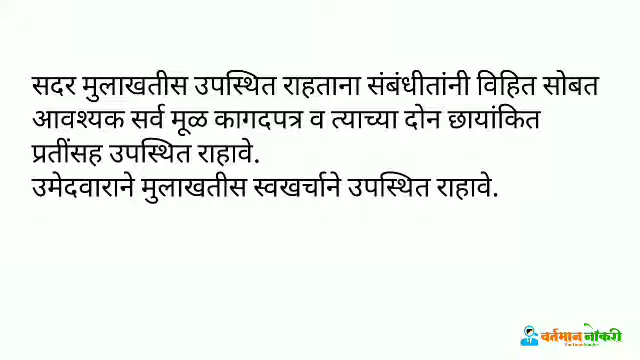 सदर मुलाखतीस उपस्थित राहताना संबंधीतांनी विहित सोबत
आवश्यक सर्व मूळ कागदपत्र व त्याच्या दोन छायांकित
प्रतींसह उपस्थित राहावे.
उमेदवाराने मुलाखतीस स्वखर्चाने उपस्थित राहावे.
वर्तमान नोकरी